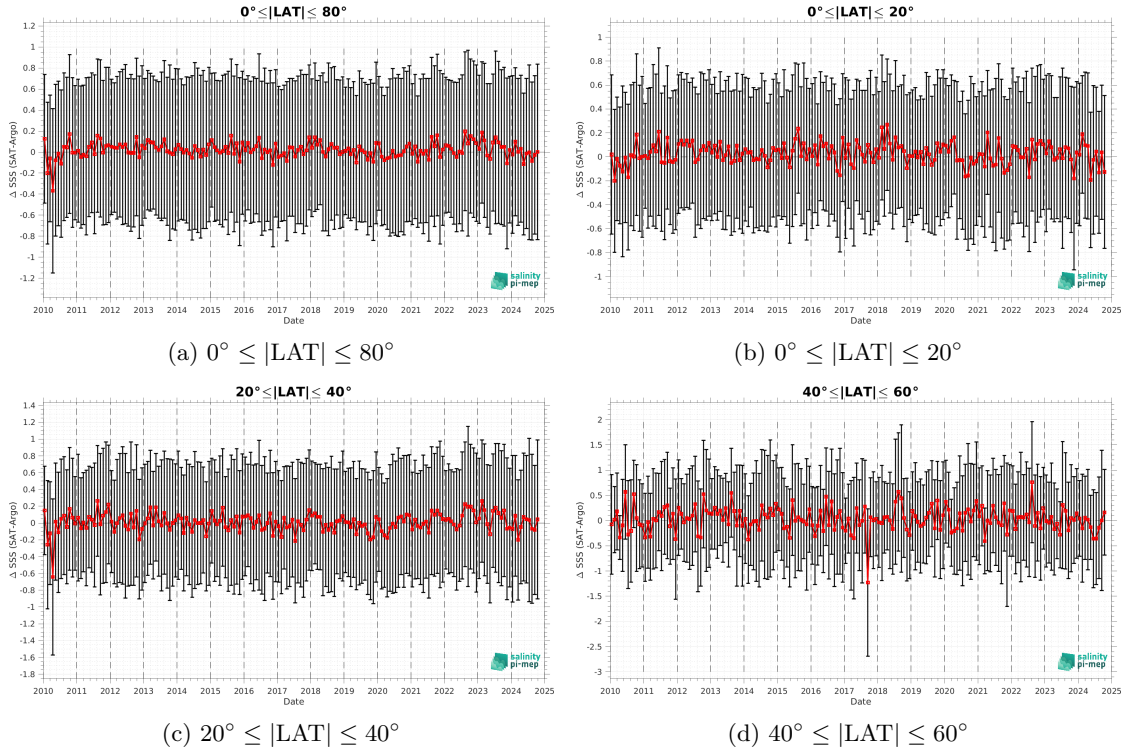 0°≤|LAT|≤ 80°
Δ SSS (SAT-Argo)
1.2
1
0.8
0.6
0.4
0.2
0
-0.2
-0.4
-0.6
-0.8
-1
-1.2
2010 2011 2012 2013 2014 2015 2016 2017 2018 2019 2020 2021 2022 2023 2024 2025
Date
salinity
pi-mep
(a) 0° ≤ |LAT| ≤ 80°
0°≤|LAT|≤ 20°
Δ SSS (SAT-Argo)
1
0.8
0.6
0.4
0.2
0
-0.2
-0.4
-0.6
-0.8
-1
2010 2011 2012 2013 2014 2015 2016 2017 2018 2019 2020 2021 2022 2023 2024 2025
Date
salinity
pi-mep
(b) 0° ≤ |LAT| ≤ 20°
20°≤|LAT|≤ 40°
Δ SSS (SAT-Argo)
1.4
1.2
1
0.8
0.6
0.4
0.2
0
-0.2
-0.4
-0.6
-0.8
-1
-1.2
-1.4
-1.6
-1.8
2010 2011 2012 2013 2014 2015 2016 2017 2018 2019 2020 2021 2022 2023 2024 2025
Date
salinity
pi-mep
(c) 20° ≤ |LAT| ≤ 40°
40°≤|LAT|≤ 60°
Δ SSS (SAT-Argo)
2
1.5
1
0.5
0
-0.5
-1
-1.5
-2
-2.5
-3
2010 2011 2012 2013 2014 2015 2016 2017 2018 2019 2020 2021 2022 2023 2024 2025
Date
salinity
pi-mep
(d) 40° ≤ |LAT| ≤ 60°